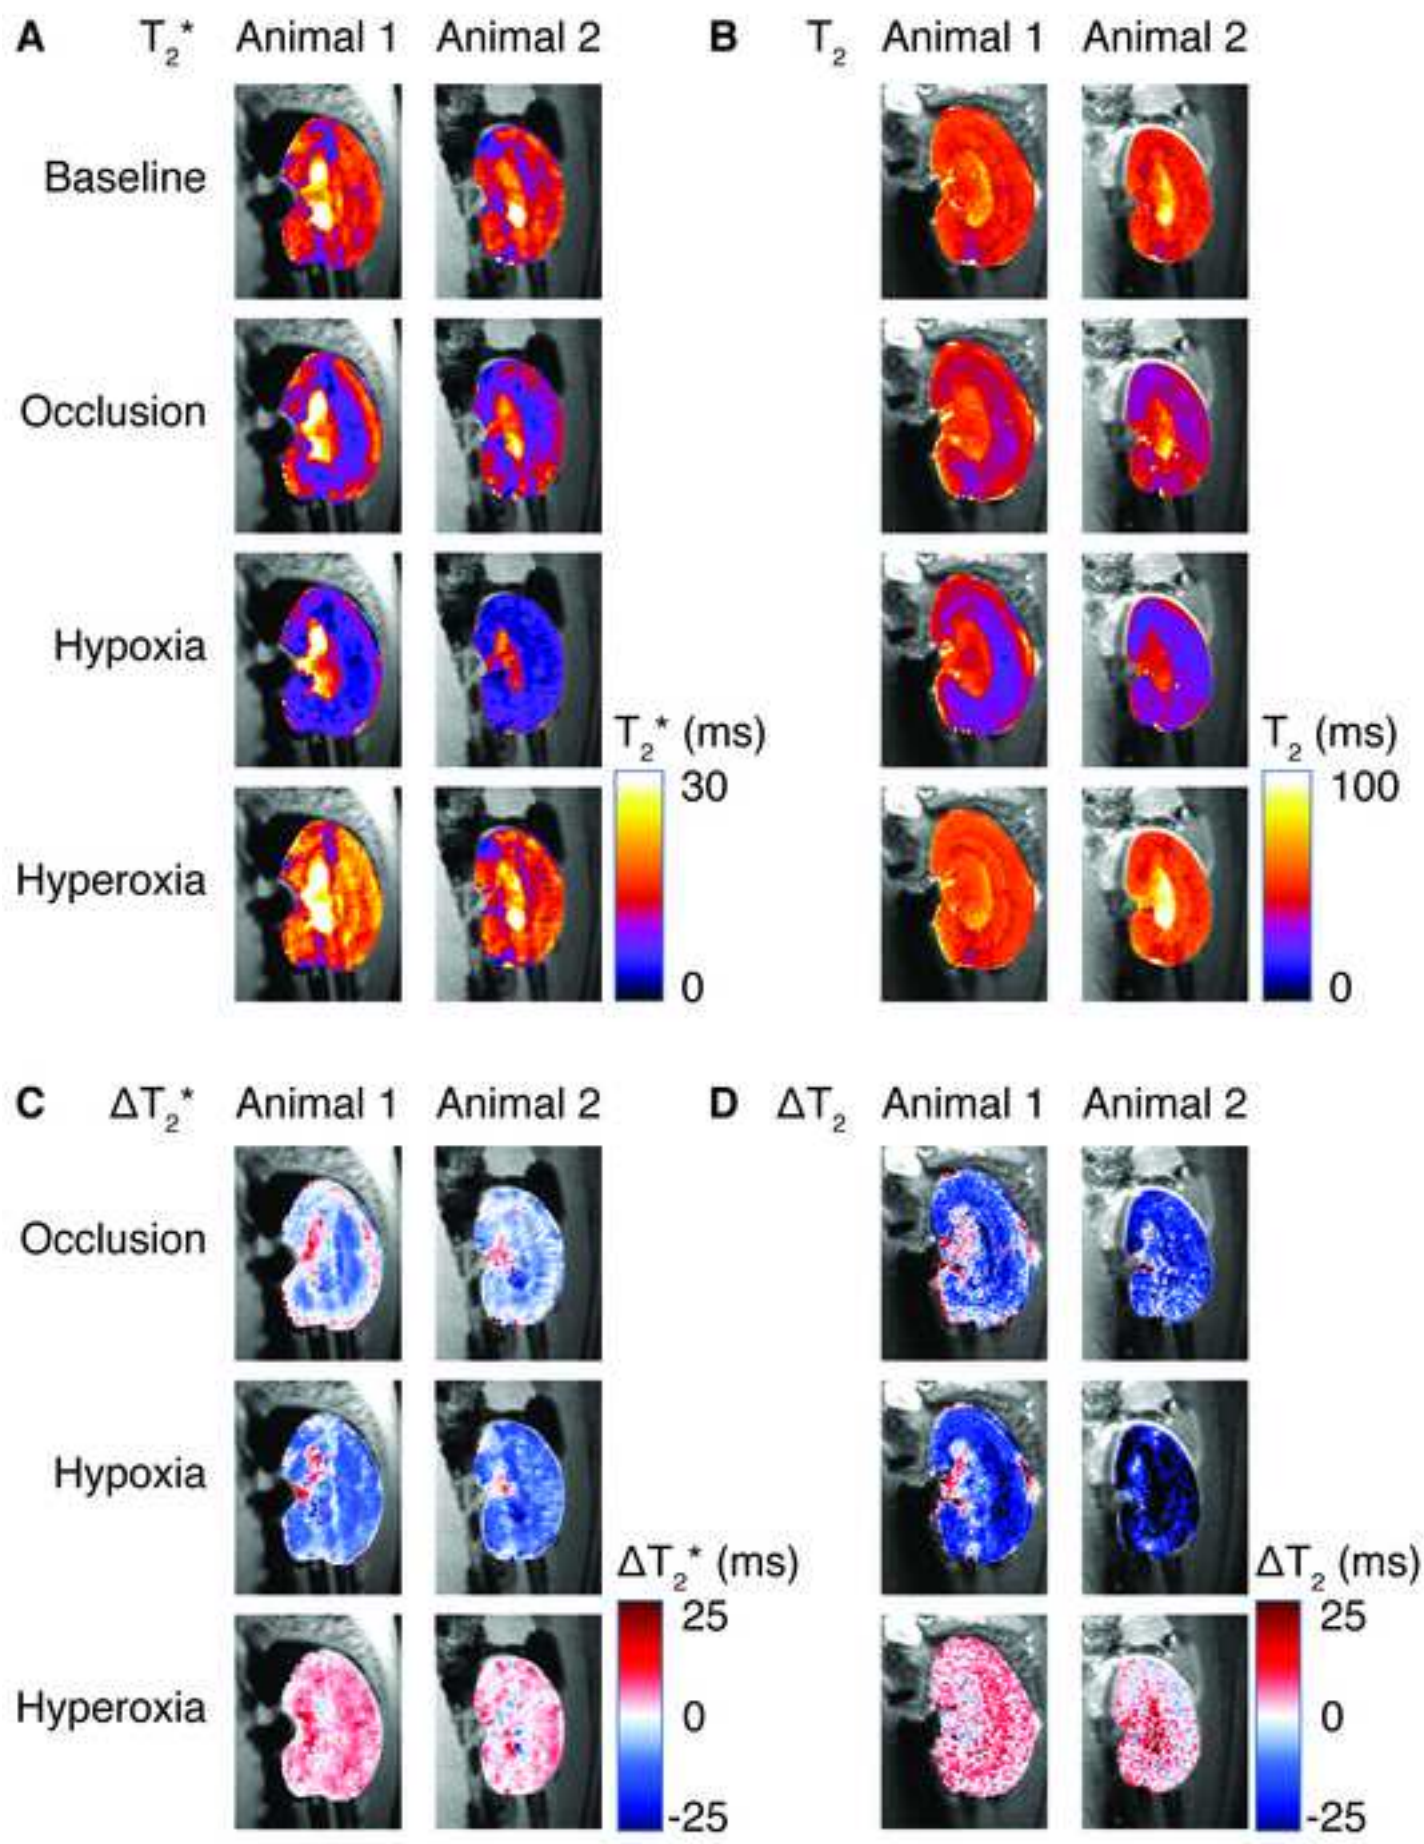 A T₂* Animal 1 Animal 2 B T₂ Animal 1 Animal 2
Baseline
Occlusion
Hypoxia
T₂* (ms) T₂ (ms)
30 100
Hyperoxia
0 0
C ΔT₂* Animal 1 Animal 2 D ΔT₂ Animal 1 Animal 2
Occlusion
Hypoxia
ΔT₂* (ms) ΔT₂ (ms)
25 25
Hyperoxia 0 0
-25 -25